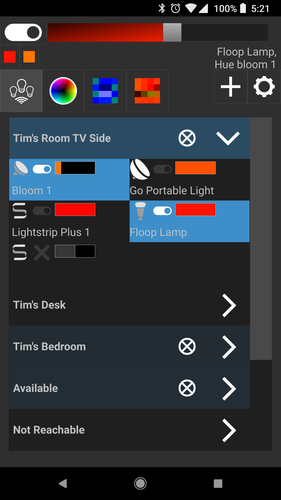 100% 5:21
Floop Lamp,
Hue bloom 1
Tim's Room TV Side
Bloom 1
Go Portable Light
Lightstrip Plus 1
Floop Lamp
Tim's Desk
Tim's Bedroom
Available
Not Reachable